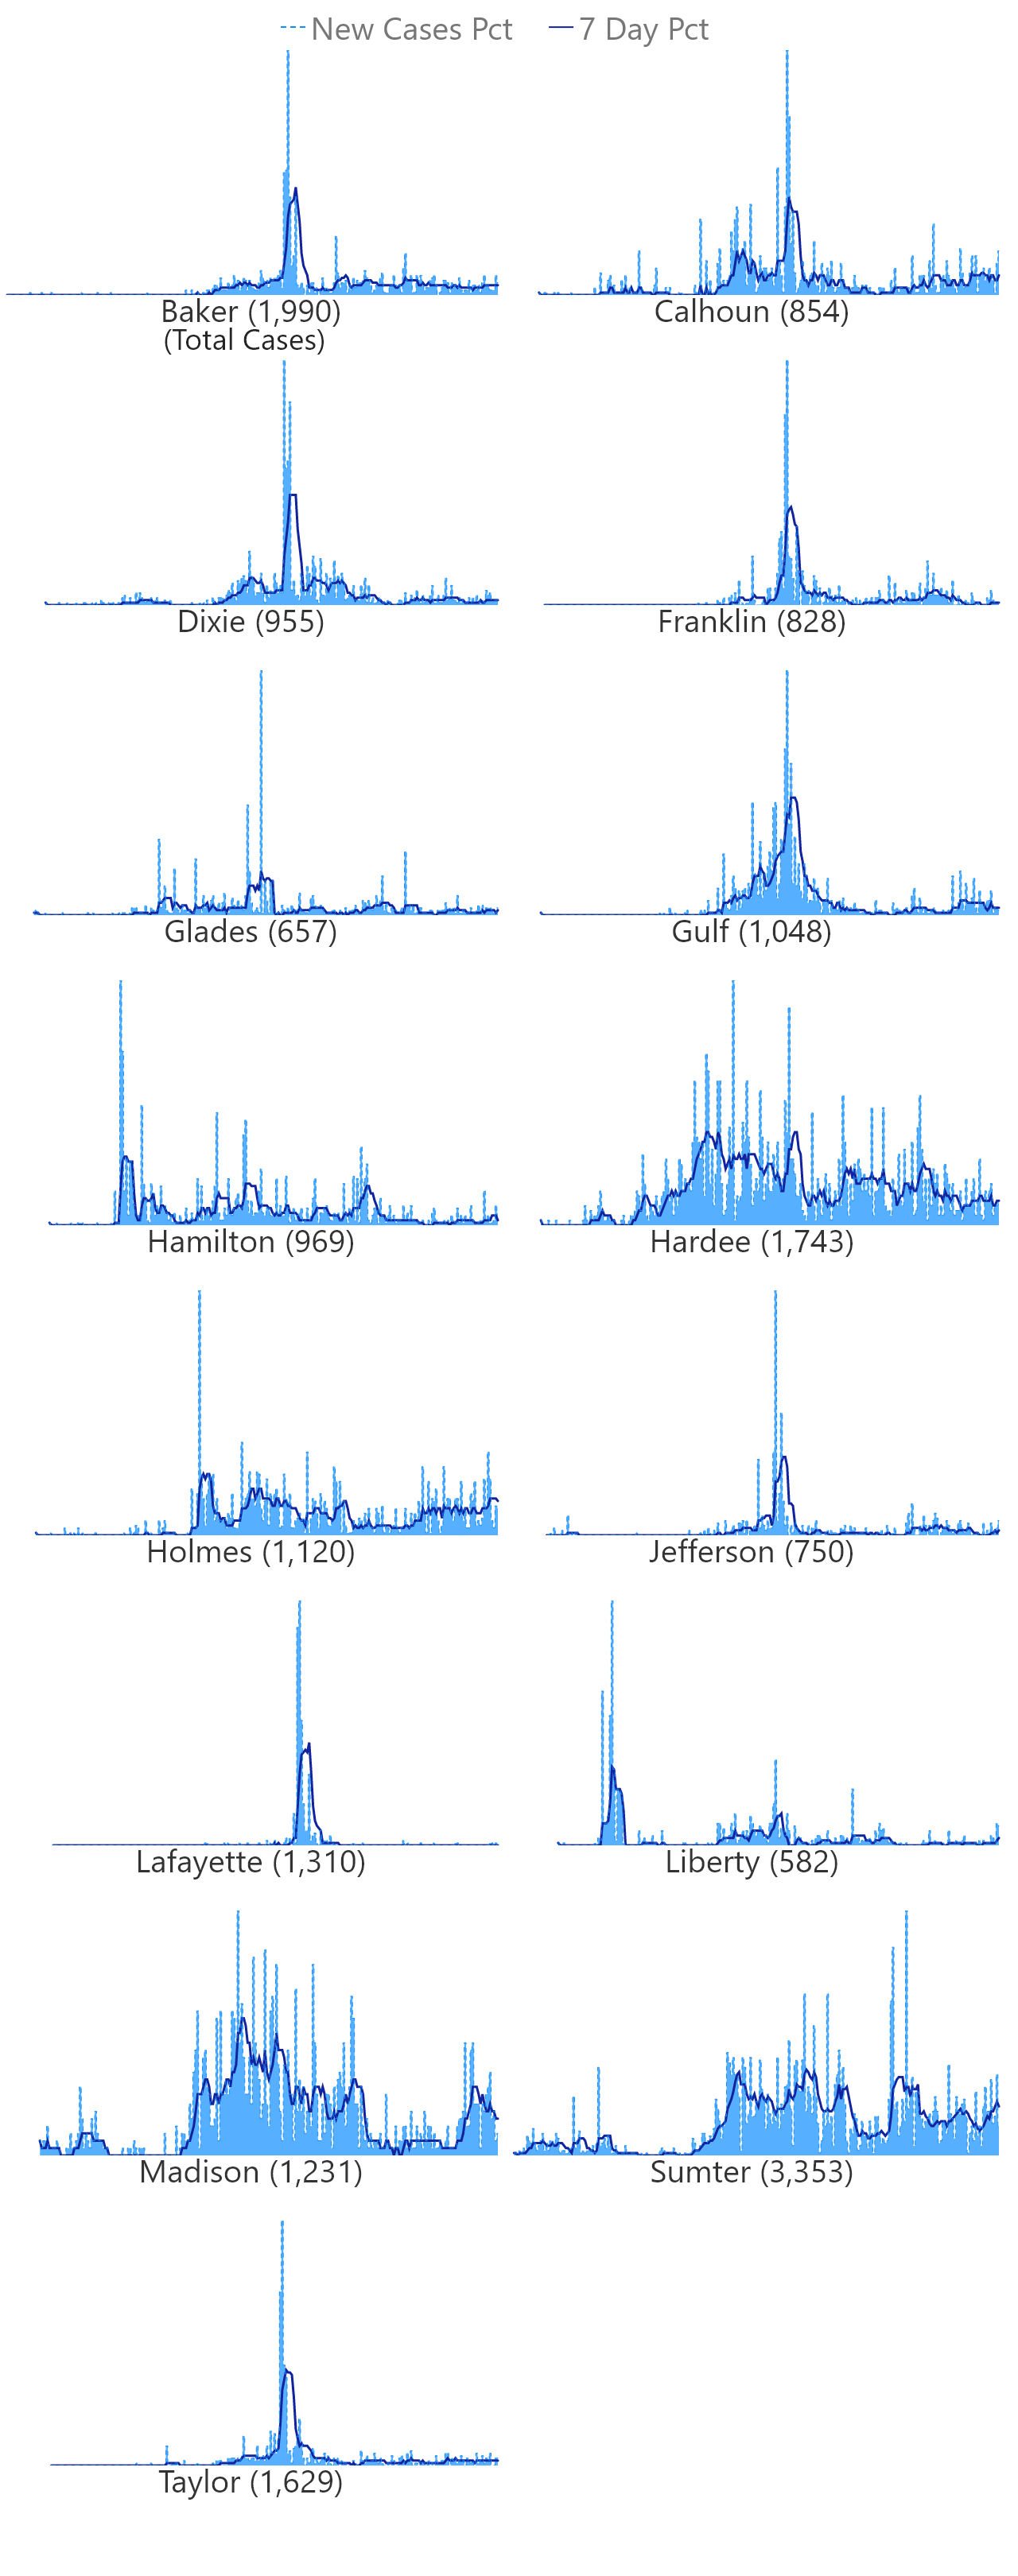 New Cases Pct 7 Day Pct
Baker (1,990) Calhoun (854)
(Total Cases)
Dixie (955) Franklin (828)
Glades (657) Gulf (1,048)
Hamilton (969) Hardee (1,743)
Holmes (1,120) Jefferson (750)
Lafayette (1,310) Liberty (582)
Madison (1,231) Sumter (3,353)
Taylor (1,629)